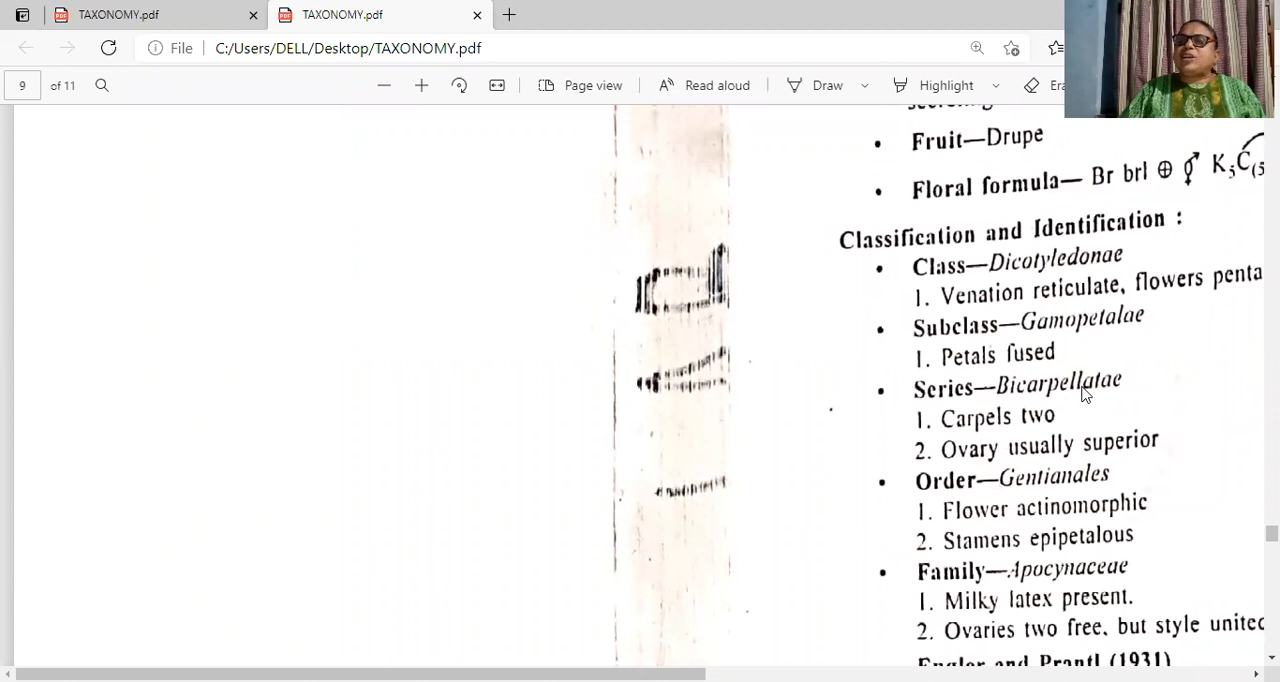 TAXONOMY.pdf
TAXONOMY.pdf
File
C:/Users/DELL/Desktop/TAXONOMY.pdf
9 of 11
Page view
Read aloud
Draw
Highlight
• Fruit—Drupe
• Floral formula— Br brl ⊕ ⚥ K5C(5
Classification and Identification :
• Class—Dicotyledonae
1. Venation reticulate, flowers penta
• Subclass—Gamopetalae
1. Petals fused
• Series—Bicarpellatae
1. Carpels two
2. Ovary usually superior
• Order—Gentianales
1. Flower actinomorphic
2. Stamens epipetalous
• Family—Apocynaceae
1. Milky latex present.
2. Ovaries two free, but style united
Engler and Prantl (1931)